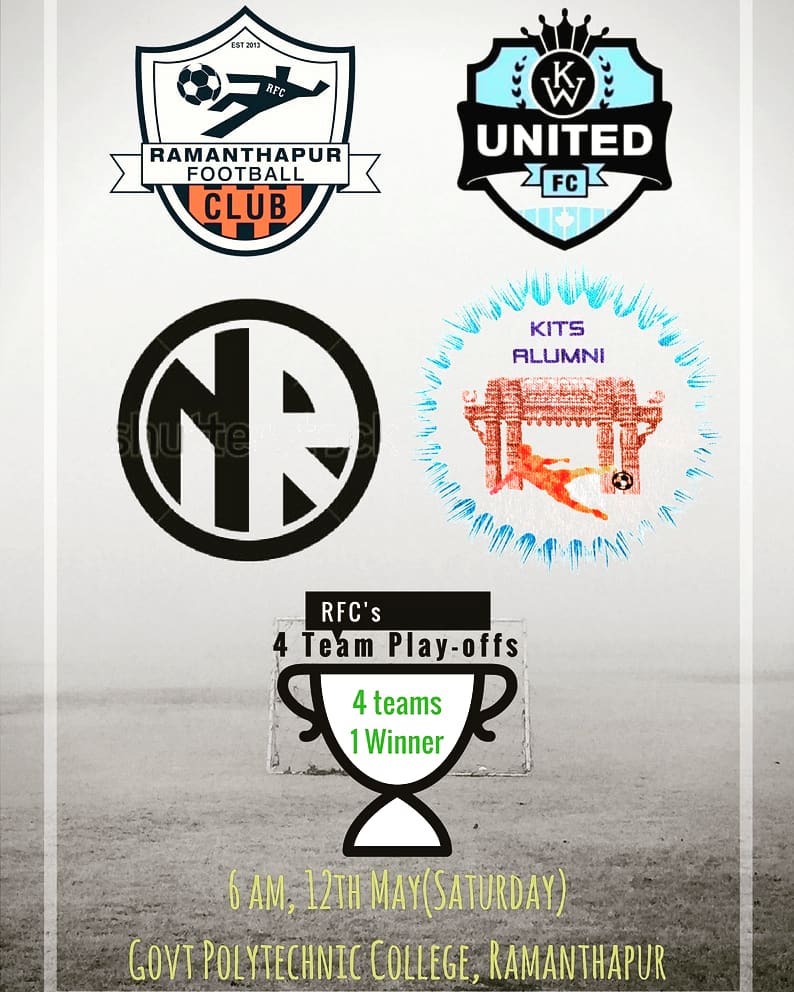 EST 2013
RFC
RAMANTHAPUR
FOOTBALL
CLUB
KW
UNITED
FC
NR
shutterstock
KITS
ALUMNI
RFC's
4 Team Play-offs
4 teams
1 Winner
6 am, 12th May(Saturday)
Govt Polytechnic College, Ramanthapur